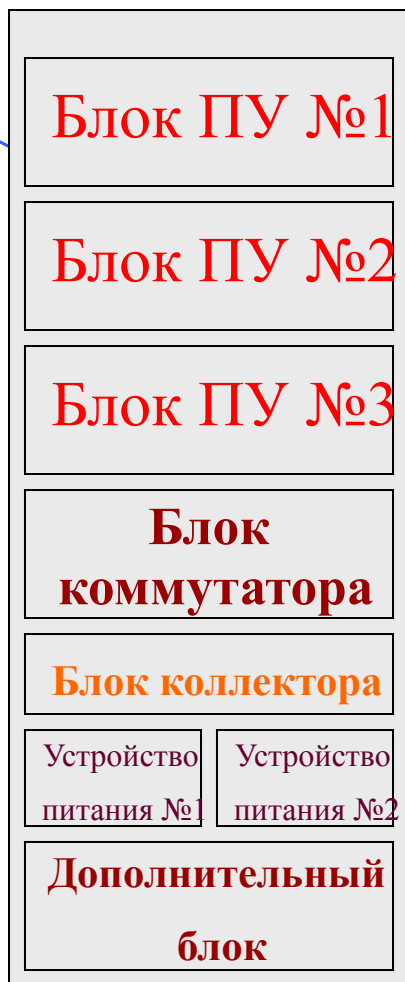 Блок ПУ №1
Блок ПУ №2
Блок ПУ №3
Блок
коммутатора
Блок коллектора
Устройство
питания №1
Устройство
питания №2
Дополнительный
блок